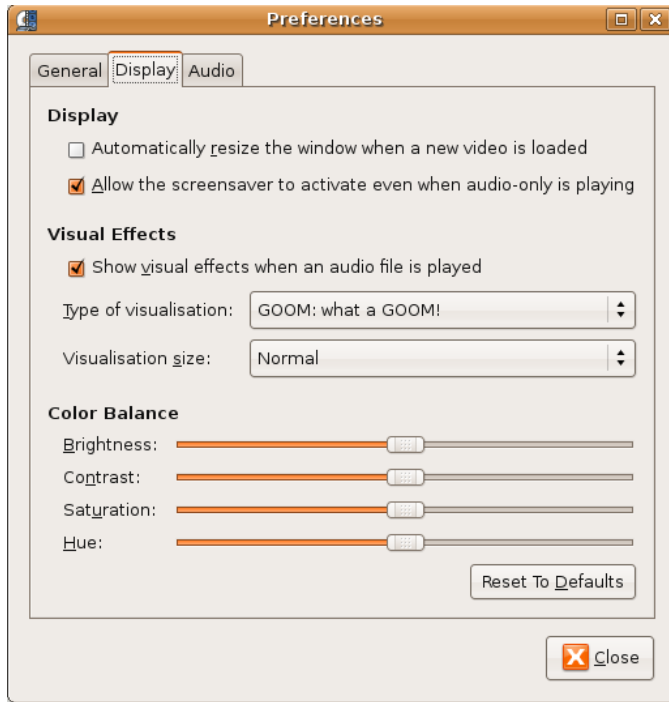 Preferences
General Display Audio
Display
Automatically resize the window when a new video is loaded
Allow the screensaver to activate even when audio-only is playing
Visual Effects
Show visual effects when an audio file is played
Type of visualisation: GOOM: what a GOOM!
Visualisation size: Normal
Color Balance
Brightness:
Contrast:
Saturation:
Hue:
Reset To Defaults
Close